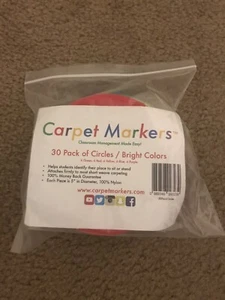 Carpet Markers™
Classroom Management Made Easy!
30 Pack of Circles / Bright Colors
• Helps students identify their place to sit or stand
• Attaches firmly to most short weave carpeting
• 100% Money Back Guarantee
• Each Piece is 5" in Diameter, 100% Nylon
www.carpetmarkers.com